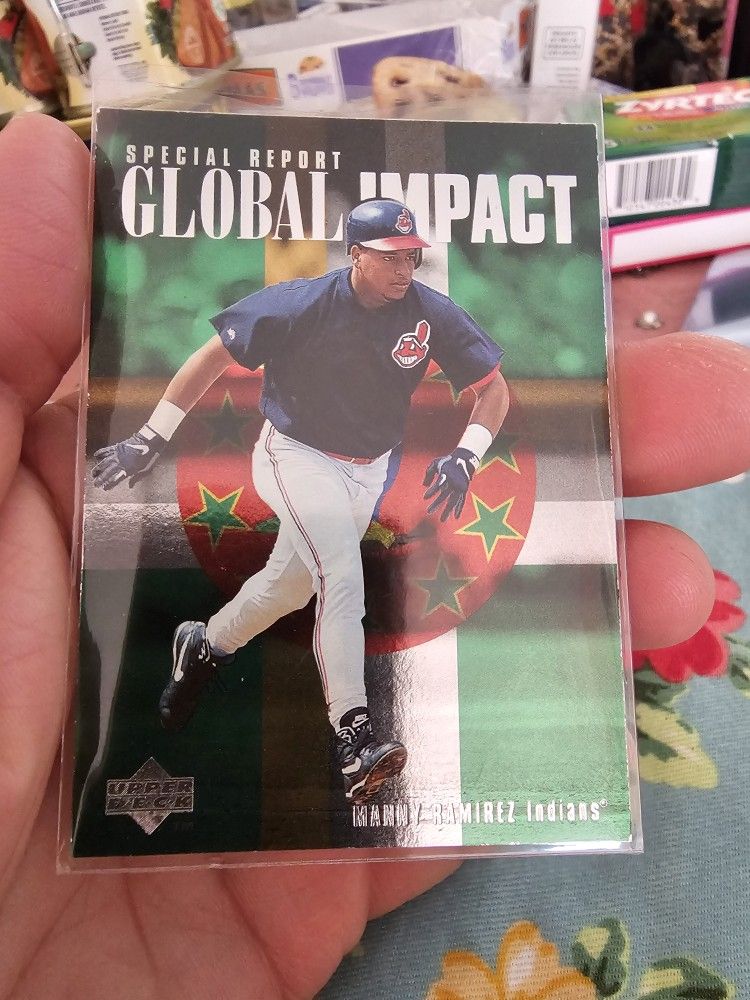 ZYRTEC
SPECIAL REPORT
GLOBAL IMPACT
UPPER
DECK
MANNY RAMIREZ Indians®